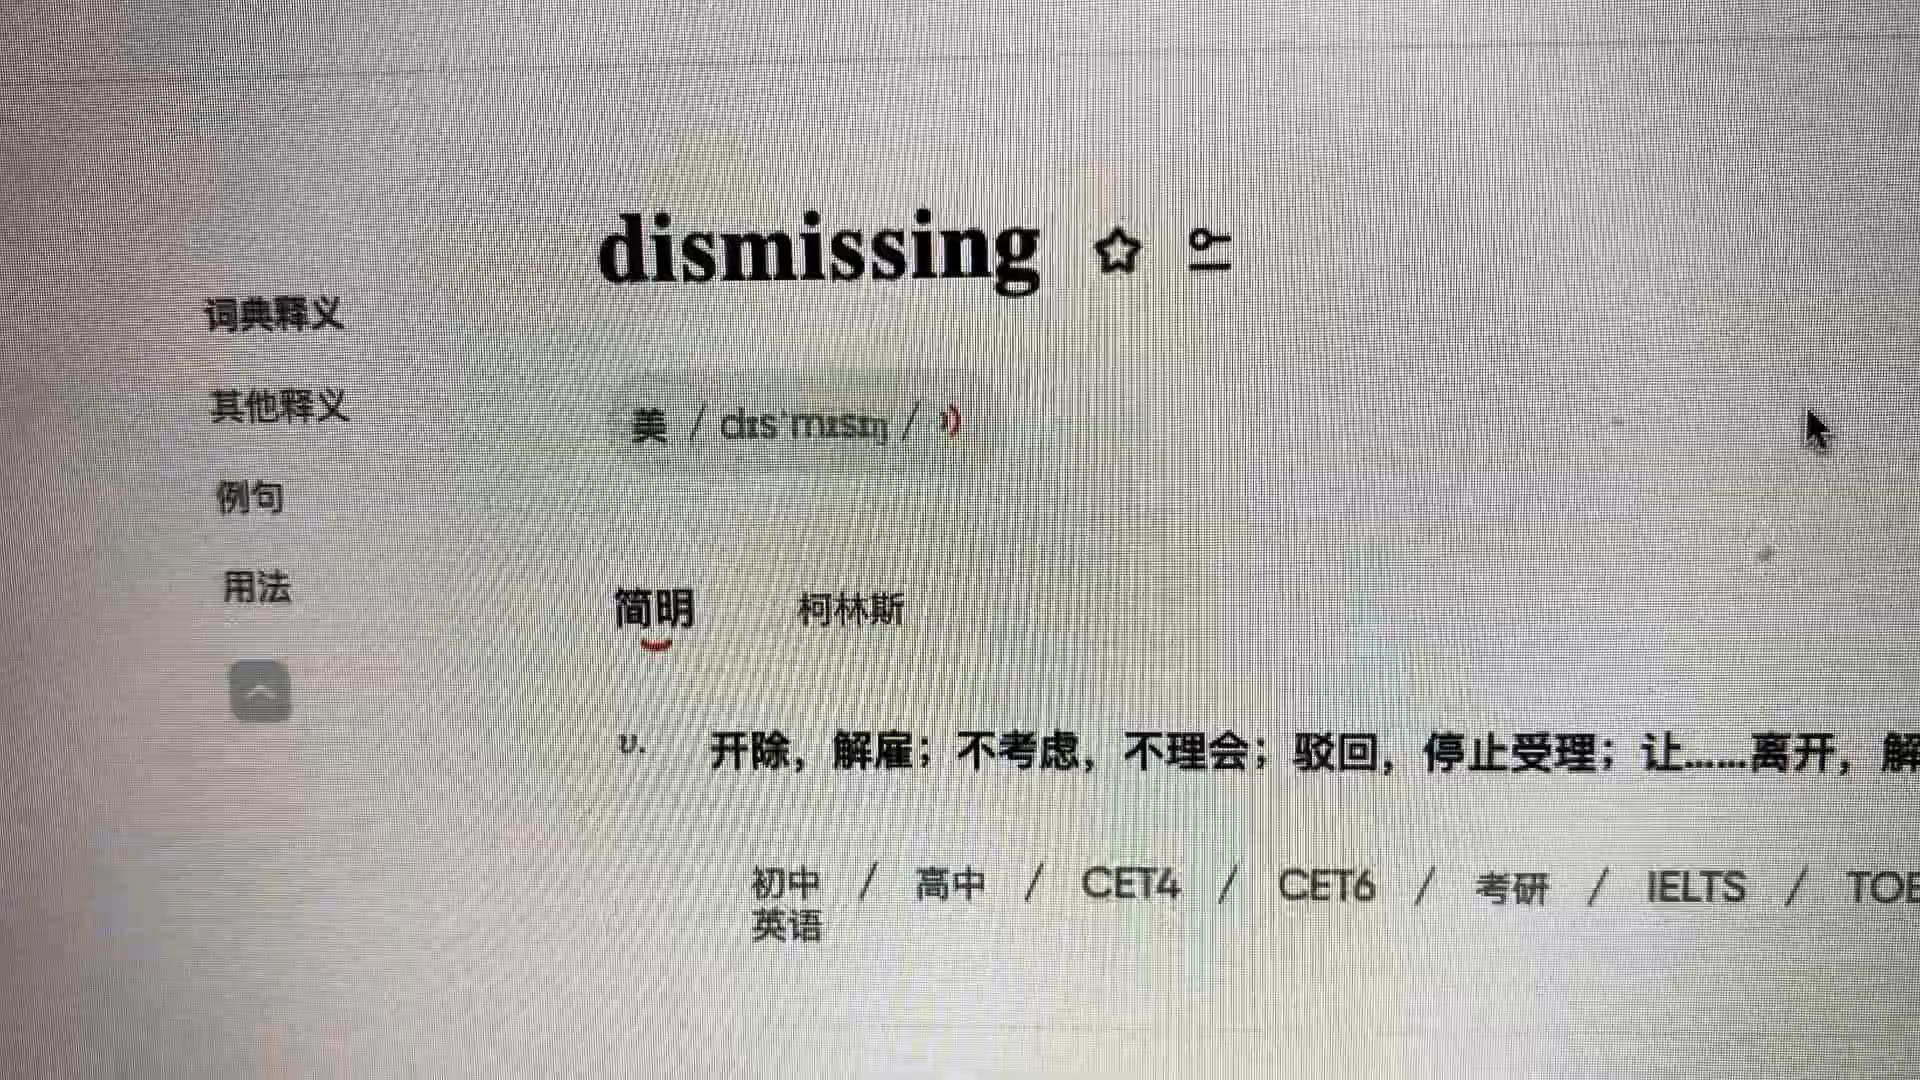 dismissing
词典释义
其他释义
美 / dɪsˈmɪsɪŋ /
例句
用法
简明 柯林斯
v. 开除，解雇；不考虑，不理会；驳回，停止受理；让……离开，解
初中 / 高中 / CET4 / CET6 / 考研 / IELTS / TOE
英语